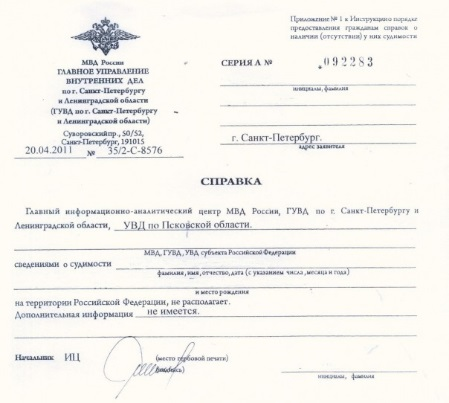 Приложение № 1 к Инструкции порядке
предоставления гражданам справок о
наличии (отсутствии) у них судимости
МВД России
ГЛАВНОЕ УПРАВЛЕНИЕ
ВНУТРЕННИХ ДЕЛ
по г. Санкт-Петербургу
и Ленинградской области
(ГУВД по г. Санкт-Петербургу
и Ленинградской области)
Суворовский пр., 50/52,
Санкт-Петербург, 191015
20.04.2011 № 35/2-С-8576
СЕРИЯ А № 092283
инициалы, фамилия
г. Санкт-Петербург.
адрес заявителя
СПРАВКА
Главный информационно-аналитический центр МВД России, ГУВД по г. Санкт-Петербургу и
Ленинградской области, УВД по Псковской области.
МВД, ГУВД, УВД субъекта Российской Федерации
сведениями о судимости
фамилия, имя, отчество, дата (с указанием числа, месяца и года)
и место рождения
на территории Российской Федерации, не располагает.
Дополнительная информация не имеется.
Начальник ИЦ
(место гербовой печати)
(подпись)
инициалы, фамилия